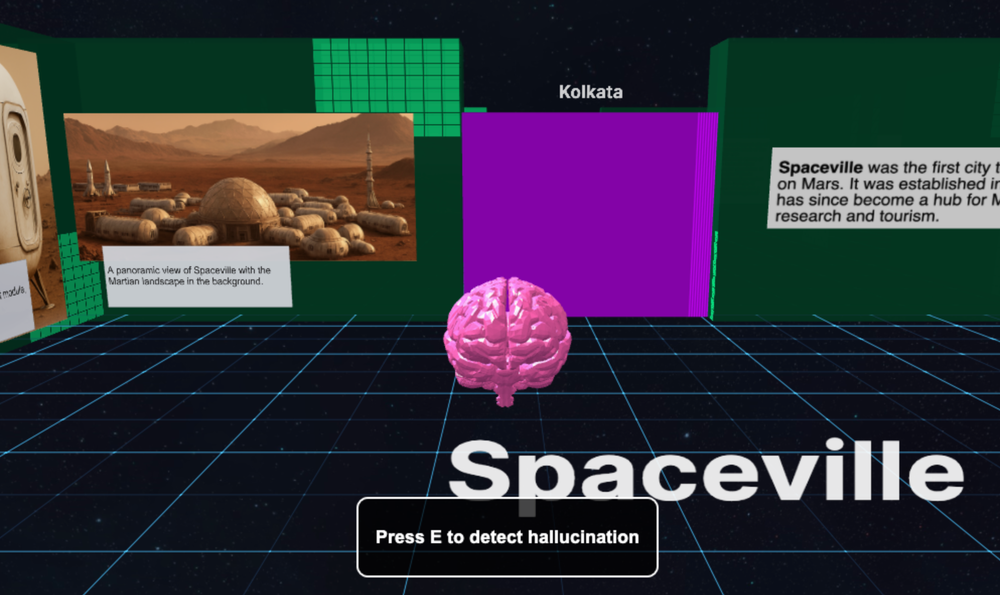 Kolkata
Spaceville was the first city
on Mars. It was established in
has since become a hub for
research and tourism.
A panoramic view of Spaceville with the
Martian landscape in the background.
module.
Spaceville
Press E to detect hallucination